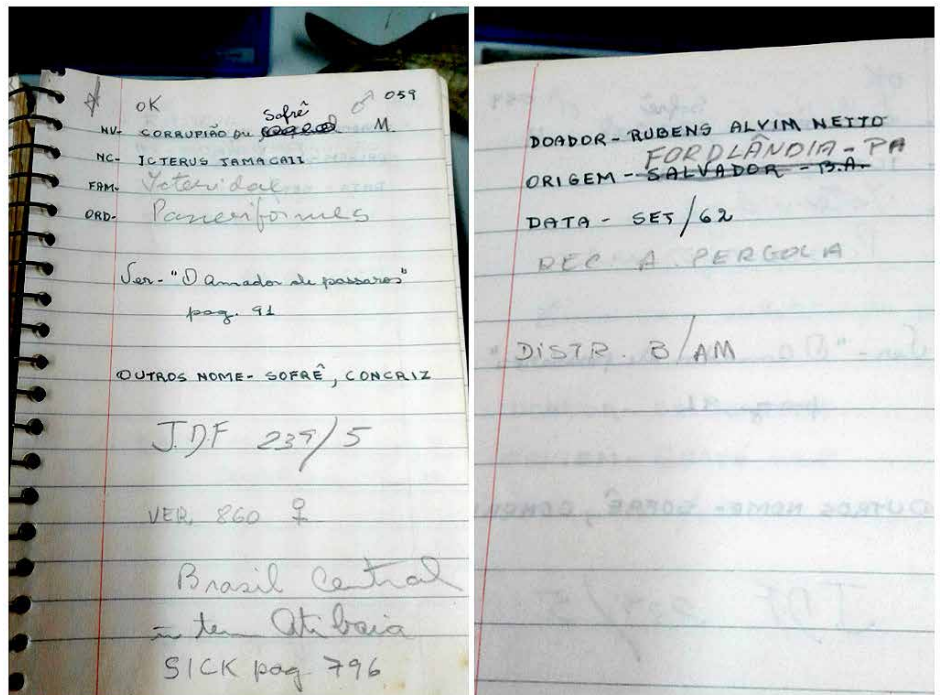 OK ♂ 059
NV- CORRUPIÃO OU Sofrê M.
NC- ICTERUS JAMACAII
FAM- Icteridae
ORD- Passeriformes
Ver- "O Amador de passaros"
pag. 91
OUTROS NOME- SOFRÊ, CONCRIZ
J.D.F 239/5
VER. 860 ♀
Brasil Central
ñ tem Atibaia
SICK pag 796
DOADOR- RUBENS ALVIM NETTO
FORDLÂNDIA - PA
ORIGEM - SALVADOR - B.A.
DATA - SET/62
DEC A PERGOLA
DISTR. B/AM